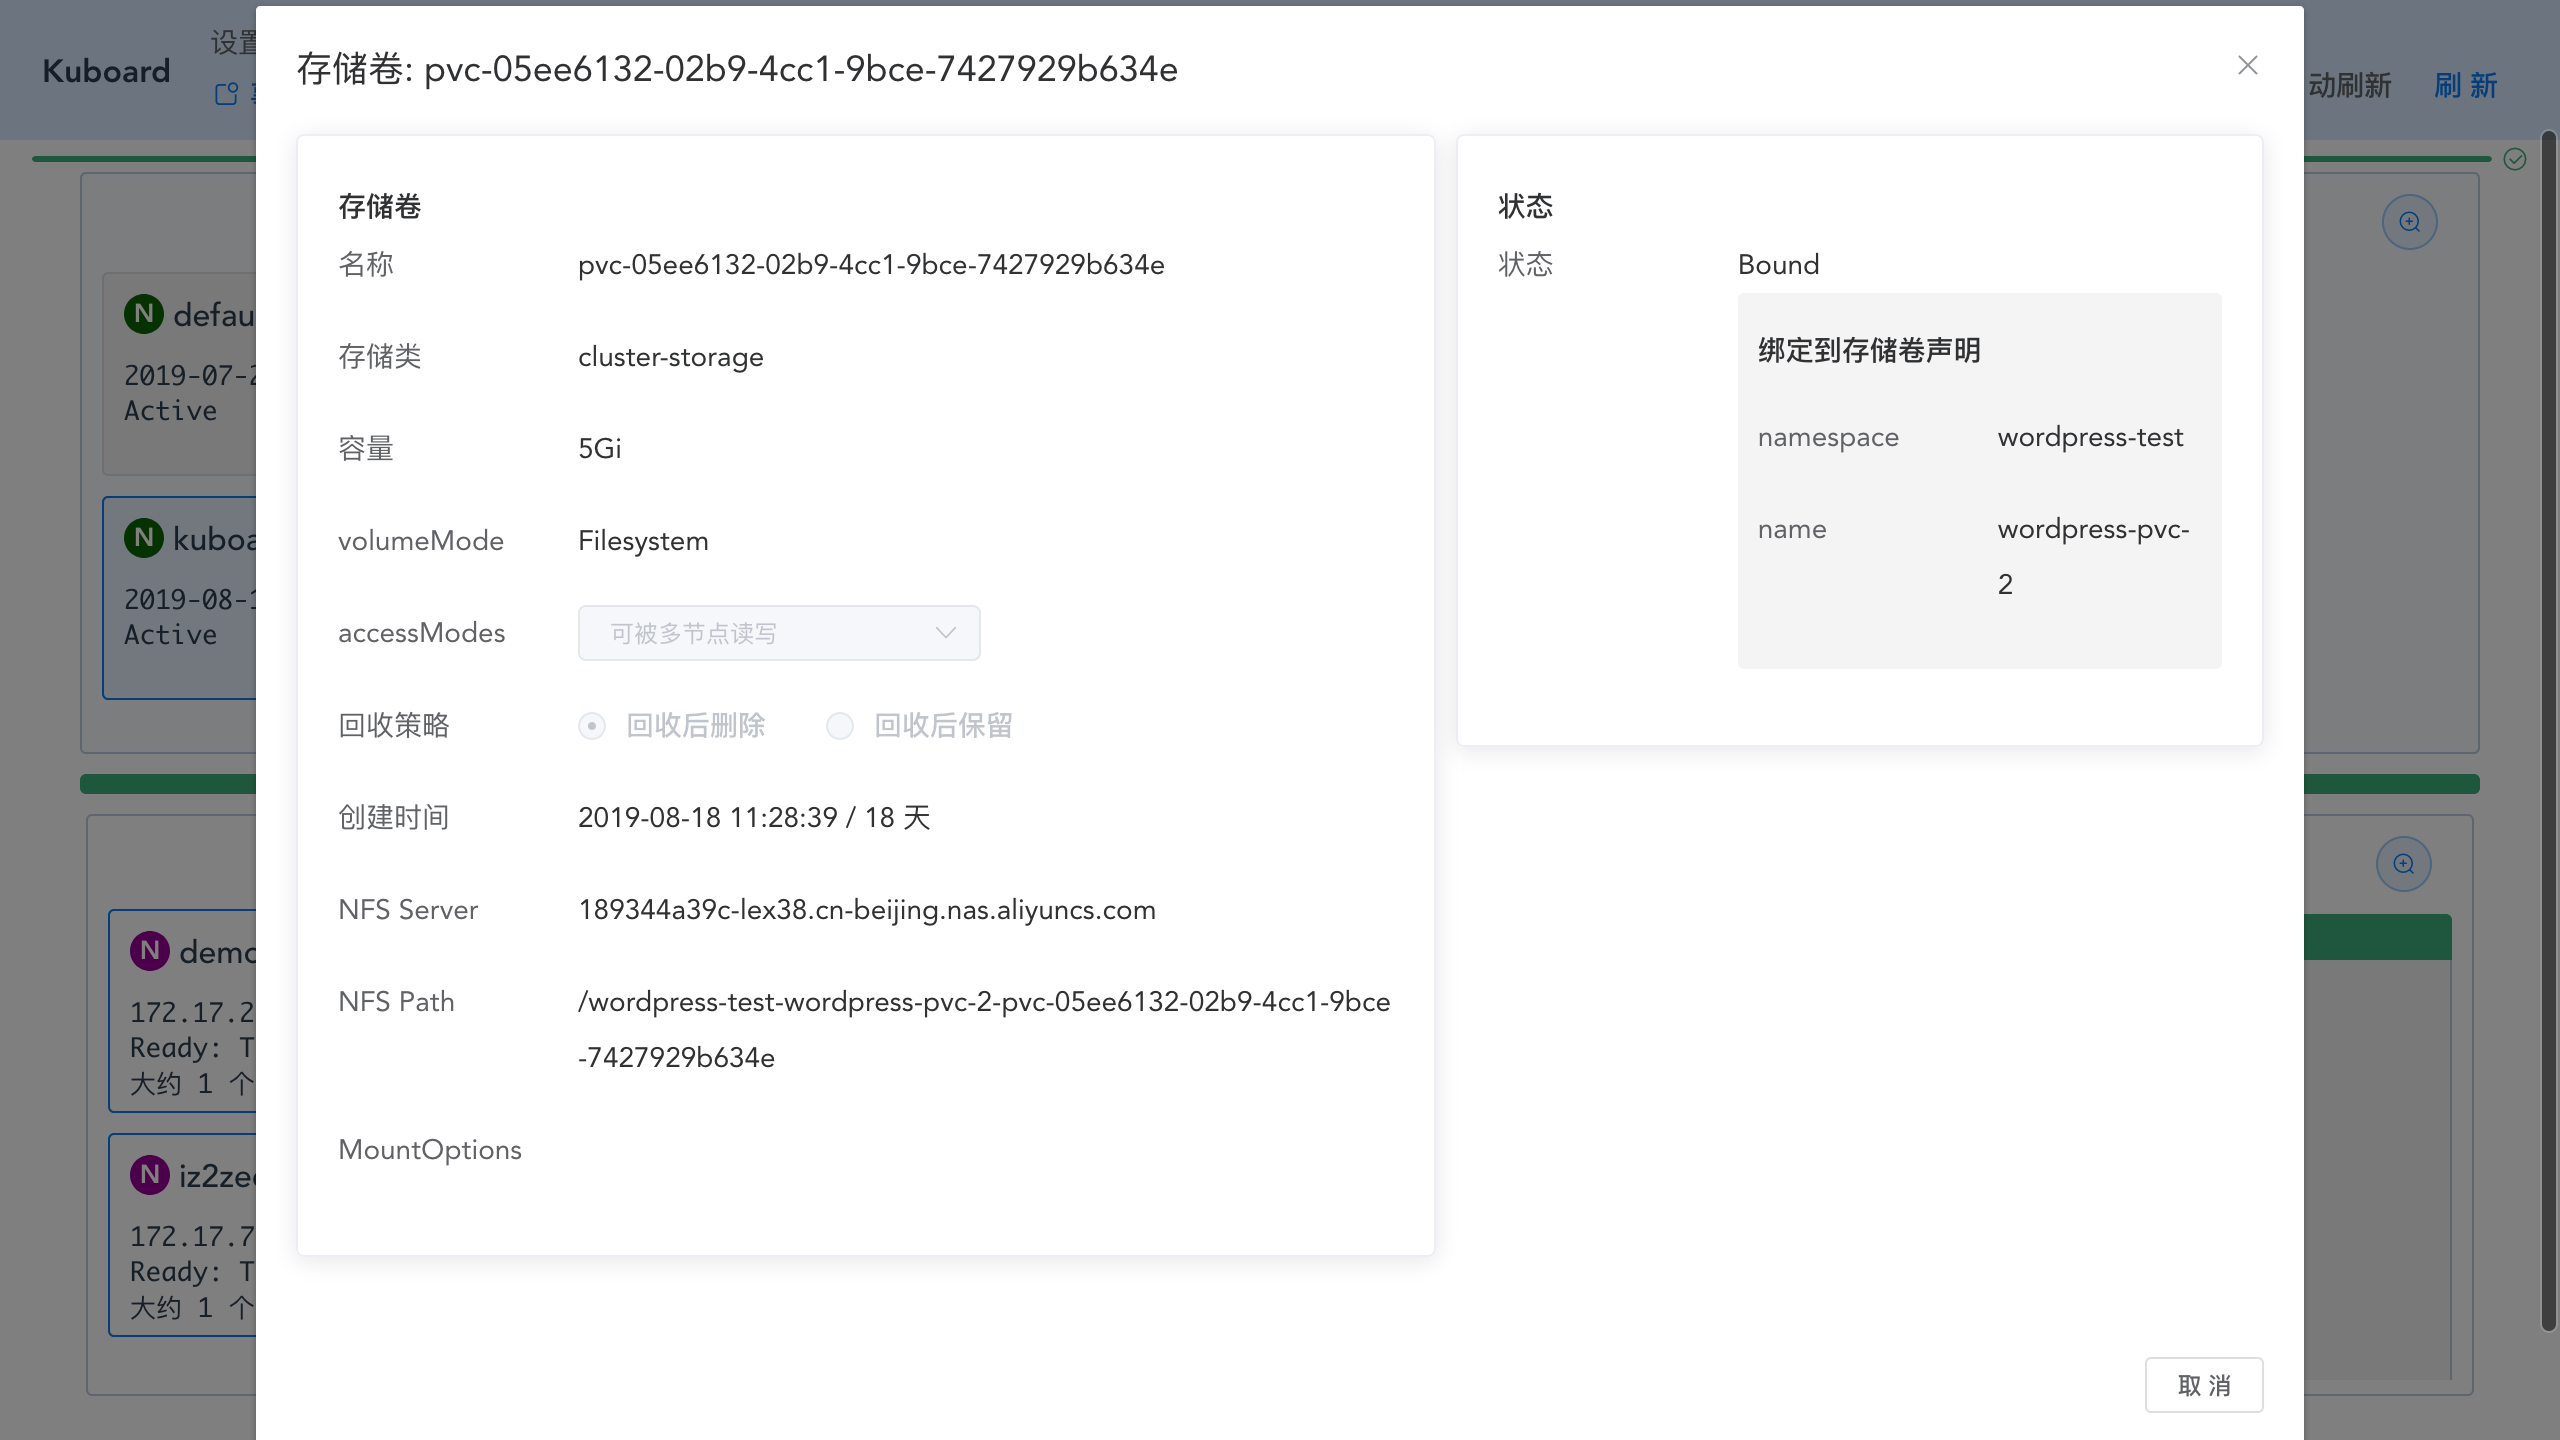 Kuboard
设置
动刷新
刷 新
defau
2019-07-2
Active
kuboa
2019-08-1
Active
demo
172.17.2
Ready: T
大约 1 个
iz2zec
172.17.7
Ready: T
大约 1 个
存储卷: pvc-05ee6132-02b9-4cc1-9bce-7427929b634e
存储卷
名称 pvc-05ee6132-02b9-4cc1-9bce-7427929b634e
存储类 cluster-storage
容量 5Gi
volumeMode Filesystem
accessModes 可被多节点读写
回收策略 回收后删除 回收后保留
创建时间 2019-08-18 11:28:39 / 18 天
NFS Server 189344a39c-lex38.cn-beijing.nas.aliyuncs.com
NFS Path /wordpress-test-wordpress-pvc-2-pvc-05ee6132-02b9-4cc1-9bce
-7427929b634e
MountOptions
状态
状态 Bound
绑定到存储卷声明
namespace wordpress-test
name wordpress-pvc-
2
取 消